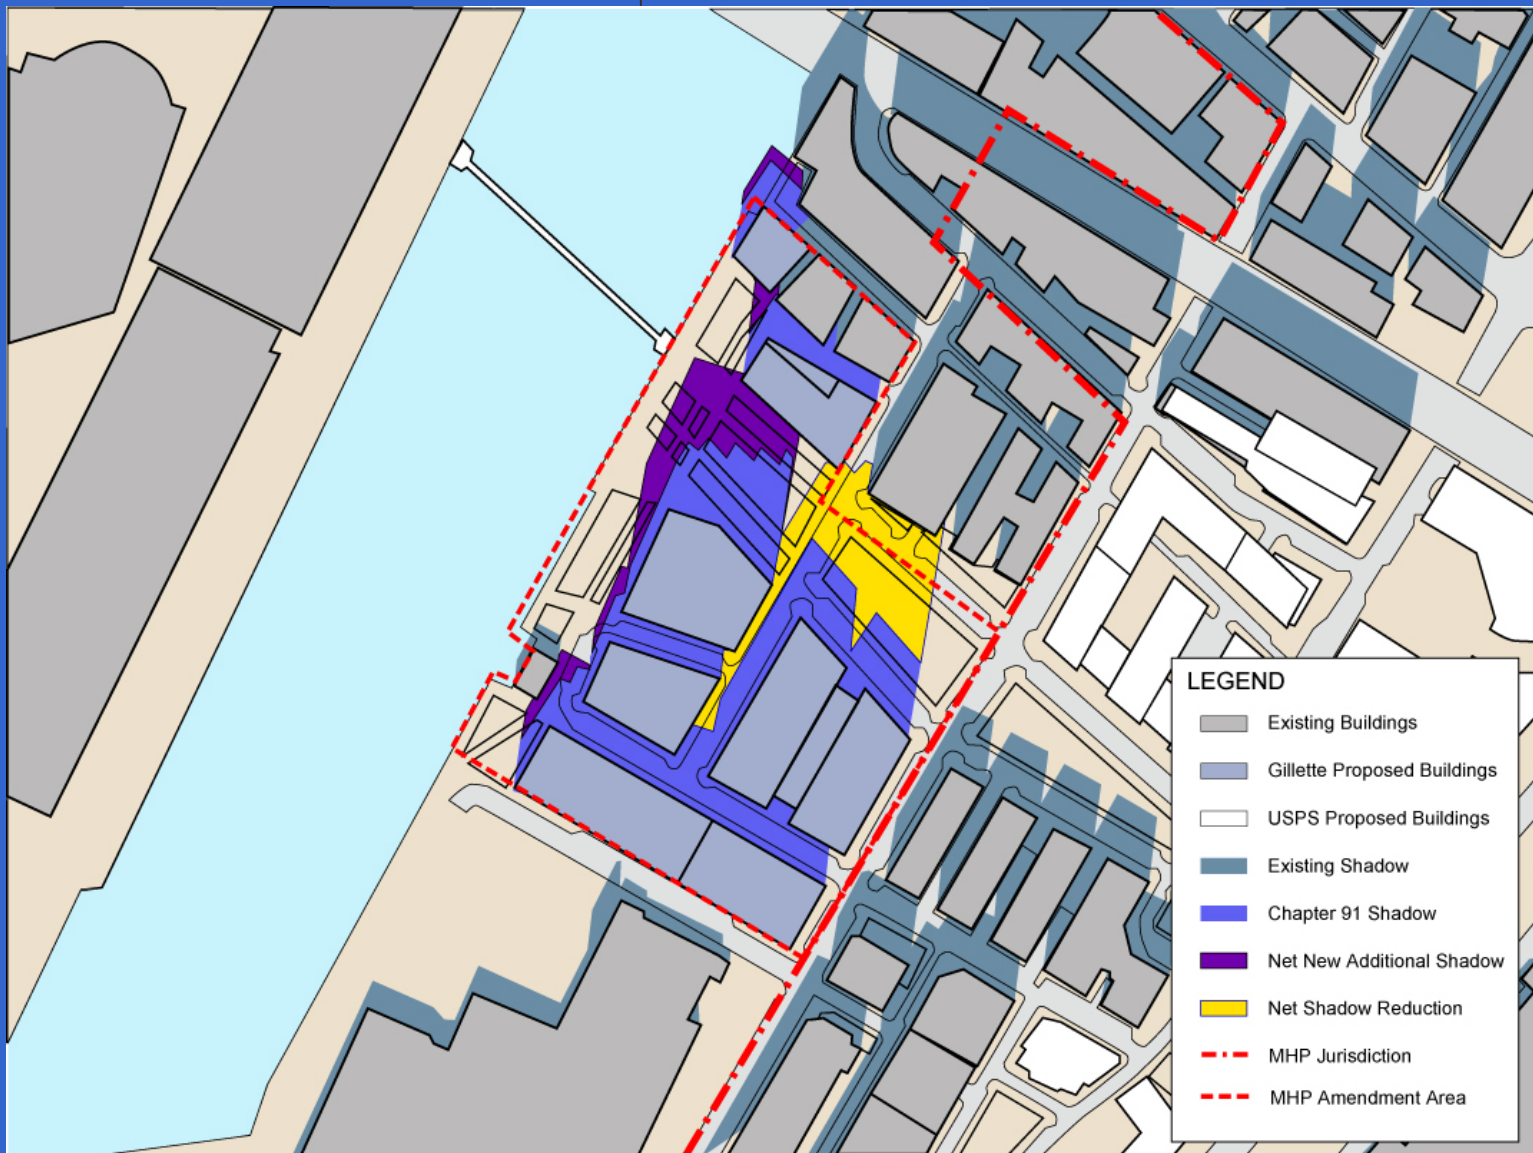 LEGEND
Existing Buildings
Gillette Proposed Buildings
USPS Proposed Buildings
Existing Shadow
Chapter 91 Shadow
Net New Additional Shadow
Net Shadow Reduction
MHP Jurisdiction
MHP Amendment Area